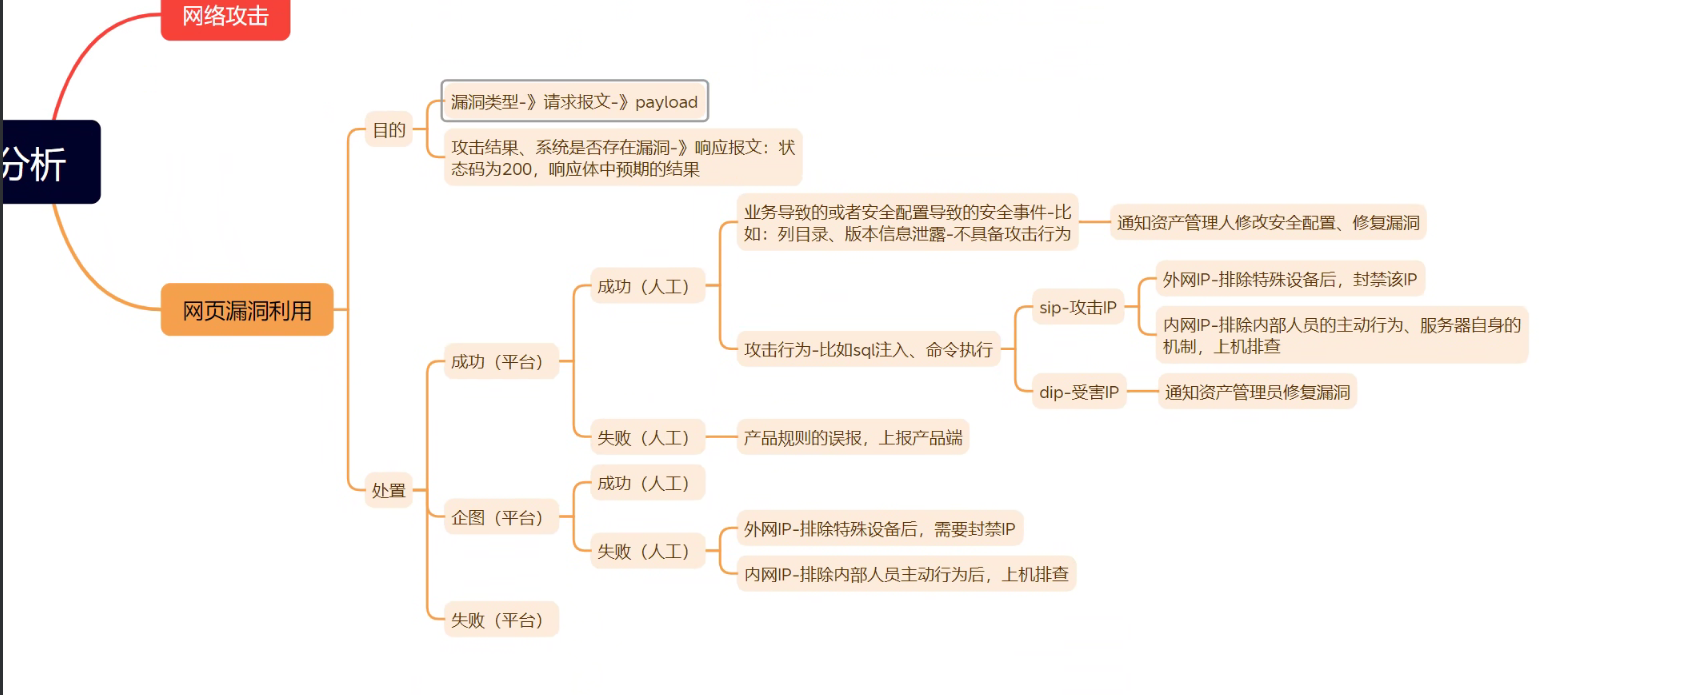 网络攻击
分析
网页漏洞利用
目的
漏洞类型-》请求报文-》payload
攻击结果、系统是否存在漏洞-》响应报文：状
态码为200，响应体中预期的结果
处置
成功（平台）
成功（人工）
业务导致的或者安全配置导致的安全事件-比
如：列目录、版本信息泄露-不具备攻击行为
通知资产管理人修改安全配置、修复漏洞
攻击行为-比如sql注入、命令执行
sip-攻击IP
外网IP-排除特殊设备后，封禁该IP
内网IP-排除内部人员的主动行为、服务器自身的
机制，上机排查
dip-受害IP
通知资产管理员修复漏洞
失败（人工）
产品规则的误报，上报产品端
企图（平台）
成功（人工）
失败（人工）
外网IP-排除特殊设备后，需要封禁IP
内网IP-排除内部人员主动行为后，上机排查
失败（平台）